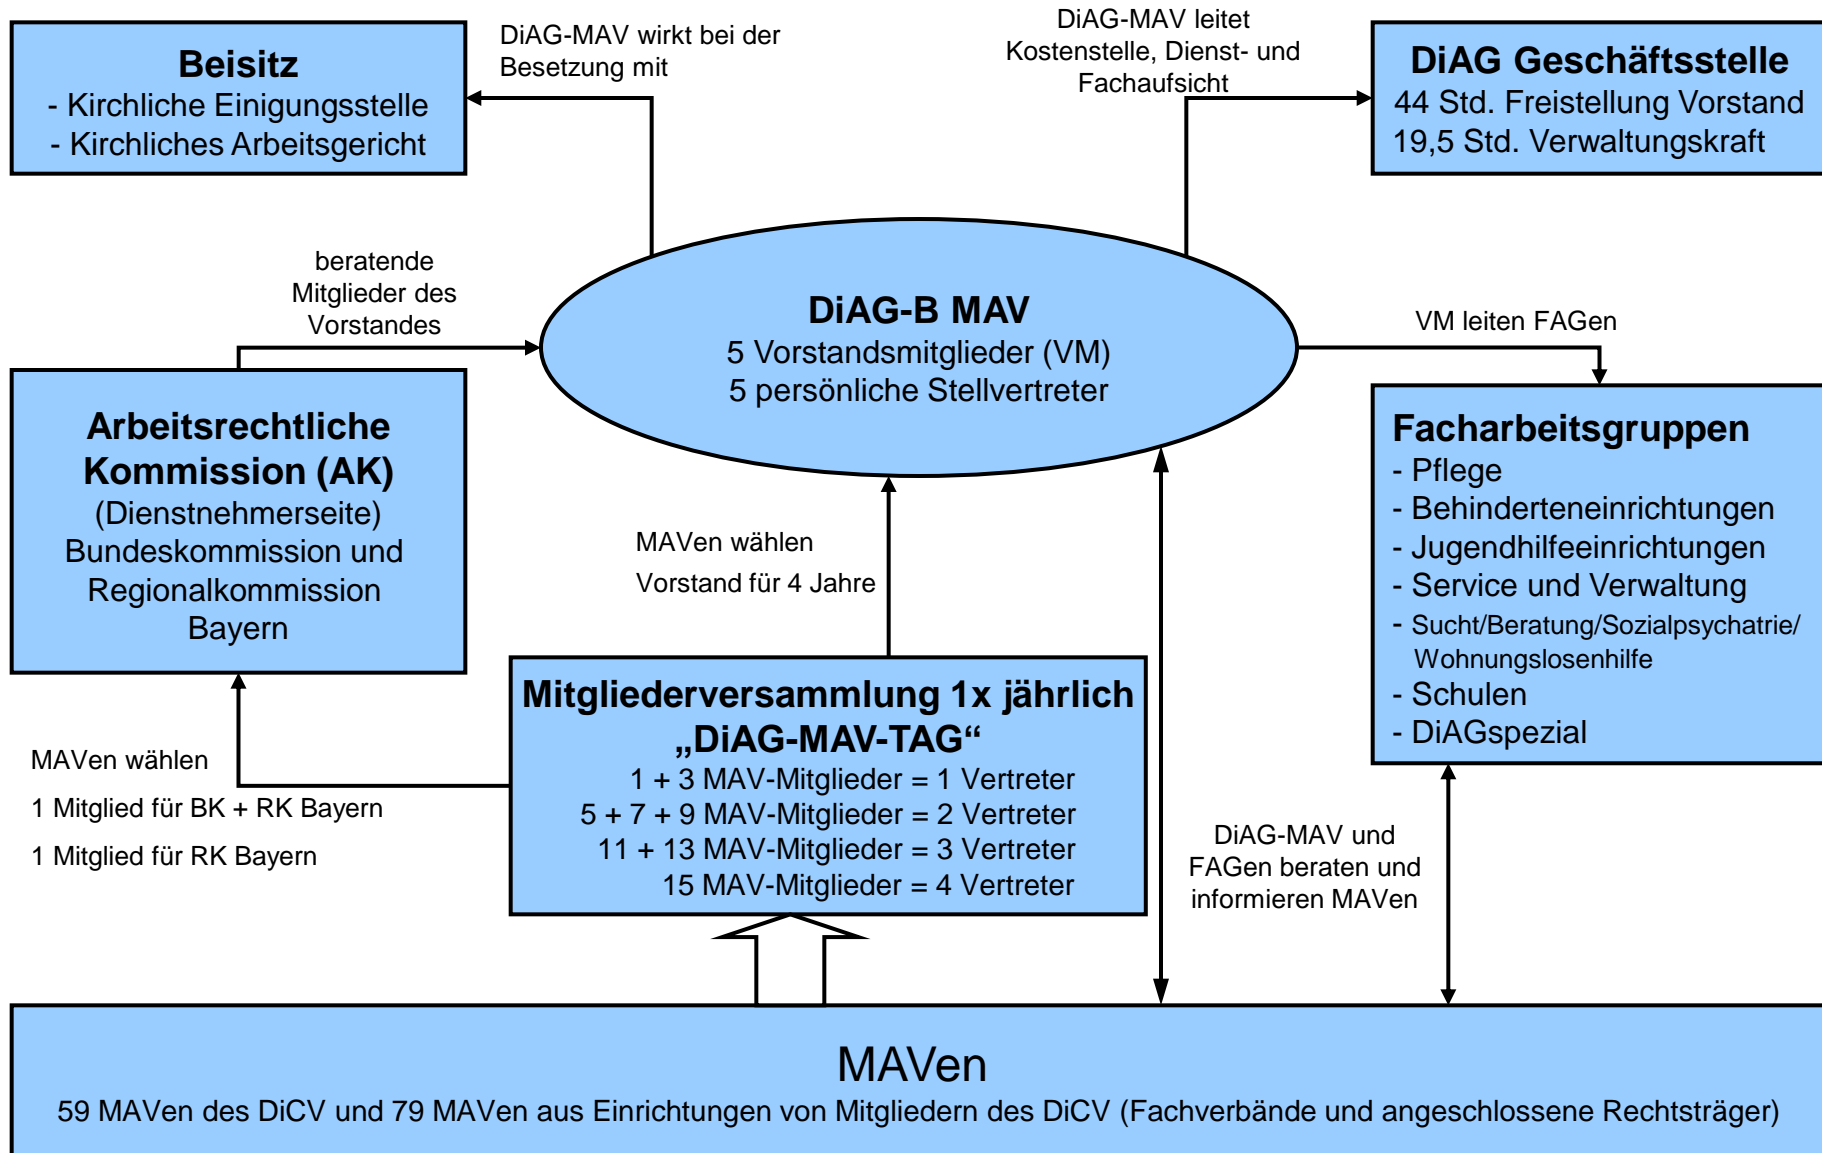 Beisitz
- Kirchliche Einigungsstelle
- Kirchliches Arbeitsgericht
DiAG-MAV wirkt bei der
Besetzung mit
DiAG-MAV leitet
Kostenstelle, Dienst- und
Fachaufsicht
DiAG Geschäftsstelle
44 Std. Freistellung Vorstand
19,5 Std. Verwaltungskraft
beratende
Mitglieder des
Vorstandes
DiAG-B MAV
5 Vorstandsmitglieder (VM)
5 persönliche Stellvertreter
VM leiten FAGen
Arbeitsrechtliche
Kommission (AK)
(Dienstnehmerseite)
Bundeskommission und
Regionalkommission
Bayern
MAVen wählen
Vorstand für 4 Jahre
Facharbeitsgruppen
- Pflege
- Behinderteneinrichtungen
- Jugendhilfeeinrichtungen
- Service und Verwaltung
- Sucht/Beratung/Sozialpsychatrie/
Wohnungslosenhilfe
- Schulen
- DiAGspezial
MAVen wählen
1 Mitglied für BK + RK Bayern
1 Mitglied für RK Bayern
Mitgliederversammlung 1x jährlich
„DiAG-MAV-TAG“
1 + 3 MAV-Mitglieder = 1 Vertreter
5 + 7 + 9 MAV-Mitglieder = 2 Vertreter
11 + 13 MAV-Mitglieder = 3 Vertreter
15 MAV-Mitglieder = 4 Vertreter
DiAG-MAV und
FAGen beraten und
informieren MAVen
MAVen
59 MAVen des DiCV und 79 MAVen aus Einrichtungen von Mitgliedern des DiCV (Fachverbände und angeschlossene Rechtsträger)